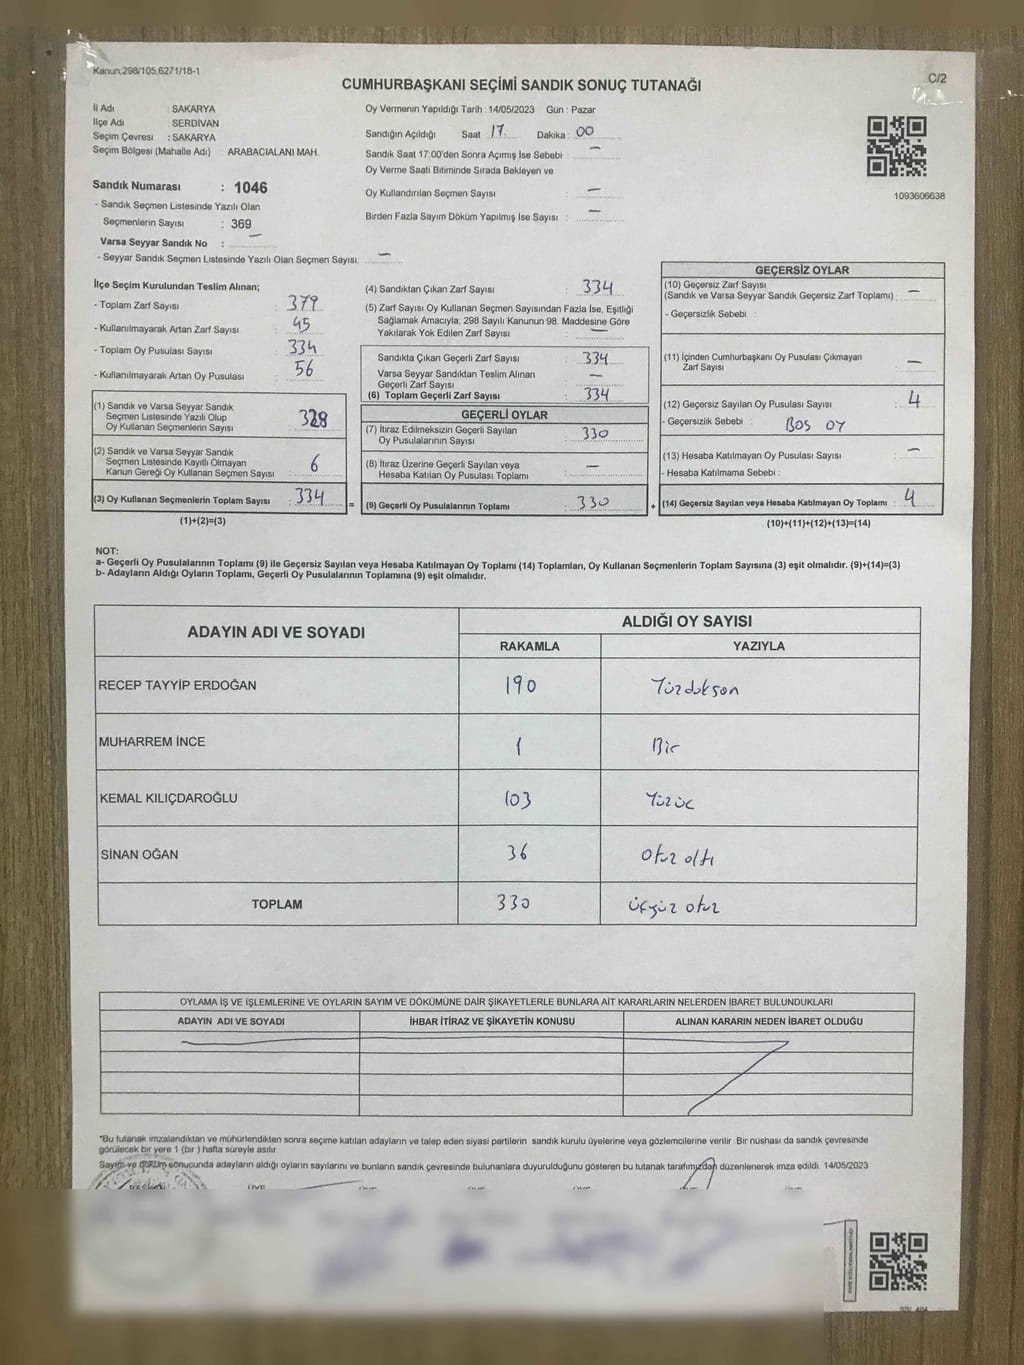 Kanun,298/105,6271/18-1
C/2
CUMHURBAŞKANI SEÇİMİ SANDIK SONUÇ TUTANAĞI
İl Adı : SAKARYA
İlçe Adı : SERDİVAN
Seçim Çevresi : SAKARYA
Seçim Bölgesi (Mahalle Adı) : ARABACIALANI MAH.
Sandık Numarası : 1046
- Sandık Seçmen Listesinde Yazılı Olan
Seçmenlerin Sayısı : 369
Varsa Seyyar Sandık No : —
- Seyyar Sandık Seçmen Listesinde Yazılı Olan Seçmen Sayısı: —
Oy Vermenin Yapıldığı Tarih : 14/05/2023 Gün : Pazar
Sandığın Açıldığı Saat 17 Dakika : 00
Sandık Saat 17:00'den Sonra Açımış İse Sebebi : —
Oy Verme Saati Bitiminde Sırada Bekleyen ve
Oy Kullandırılan Seçmen Sayısı : —
Birden Fazla Sayım Döküm Yapılmış İse Sayısı : —
1093606638
İlçe Seçim Kurulundan Teslim Alınan;
- Toplam Zarf Sayısı : 379
- Kullanılmayarak Artan Zarf Sayısı : 45
- Toplam Oy Pusulası Sayısı : 334
- Kullanılmayarak Artan Oy Pusulası : 56
(1) Sandık ve Varsa Seyyar Sandık
Seçmen Listesinde Yazılı Olup
Oy Kullanan Seçmenlerin Sayısı : 328
(2) Sandık ve Varsa Seyyar Sandık
Seçmen Listesinde Kayıtlı Olmayan
Kanun Gereği Oy Kullanan Seçmen Sayısı : 6
(3) Oy Kullanan Seçmenlerin Toplam Sayısı : 334
(1)+(2)=(3)
(4) Sandıktan Çıkan Zarf Sayısı : 334
(5) Zarf Sayısı Oy Kullanan Seçmen Sayısından Fazla İse, Eşitliği
Sağlamak Amacıyla, 298 Sayılı Kanunun 98. Maddesine Göre
Yakılarak Yok Edilen Zarf Sayısı : —
Sandıkta Çıkan Geçerli Zarf Sayısı : 334
Varsa Seyyar Sandıktan Teslim Alınan
Geçerli Zarf Sayısı : —
(6) Toplam Geçerli Zarf Sayısı : 334
GEÇERLİ OYLAR
(7) İtiraz Edilmeksizin Geçerli Sayılan
Oy Pusulalarının Sayısı : 330
(8) İtiraz Üzerine Geçerli Sayılan veya
Hesaba Katılan Oy Pusulası Toplamı : —
= (9) Geçerli Oy Pusulalarının Toplamı : 330
GEÇERSİZ OYLAR
(10) Geçersiz Zarf Sayısı
(Sandık ve Varsa Seyyar Sandık Geçersiz Zarf Toplamı) : —
- Geçersizlik Sebebi :
(11) İçinden Cumhurbaşkanı Oy Pusulası Çıkmayan
Zarf Sayısı : —
(12) Geçersiz Sayılan Oy Pusulası Sayısı : 4
- Geçersizlik Sebebi : BOŞ OY
(13) Hesaba Katılmayan Oy Pusulası Sayısı : —
- Hesaba Katılmama Sebebi :
+ (14) Geçersiz Sayılan veya Hesaba Katılmayan Oy Toplamı : 4
(10)+(11)+(12)+(13)=(14)
NOT:
a- Geçerli Oy Pusulalarının Toplamı (9) ile Geçersiz Sayılan veya Hesaba Katılmayan Oy Toplamı (14) Toplamları, Oy Kullanan Seçmenlerin Toplam Sayısına (3) eşit olmalıdır. (9)+(14)=(3)
b- Adayların Aldığı Oyların Toplamı, Geçerli Oy Pusulalarının Toplamına (9) eşit olmalıdır.
ADAYIN ADI VE SOYADI
ALDIĞI OY SAYISI
RAKAMLA YAZIYLA
RECEP TAYYİP ERDOĞAN 190 Yüzdoksan
MUHARREM İNCE 1 Bir
KEMAL KILIÇDAROĞLU 103 Yüzüç
SİNAN OĞAN 36 Otuz altı
TOPLAM 330 Üçyüz otuz
OYLAMA İŞ VE İŞLEMLERİNE VE OYLARIN SAYIM VE DÖKÜMÜNE DAİR ŞİKAYETLERLE BUNLARA AİT KARARLARIN NELERDEN İBARET BULUNDUKLARI
ADAYIN ADI VE SOYADI İHBAR İTİRAZ VE ŞİKAYETİN KONUSU ALINAN KARARIN NEDEN İBARET OLDUĞU
*Bu tutanak imzalandıktan ve mühürlendikten sonra seçime katılan adayların ve talep eden siyasi partilerin sandık kurulu üyelerine veya gözlemcilerine verilir. Bir nüshası da sandık çevresinde
görülecek bir yere 1 (bir ) hafta süreyle asılır.
Sayım ve döküm sonucunda adayların aldığı oyların sayılarını ve bunların sandık çevresinde bulunanlara duyurulduğunu gösteren bu tutanak tarafımızdan düzenlenerek imza edildi. 14/05/2023